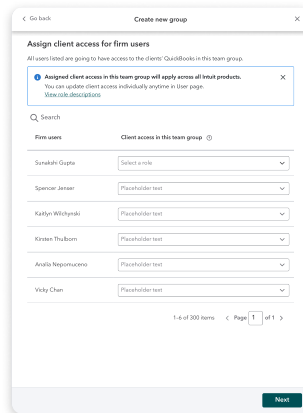 Go back
Create new group
Assign client access for firm users
All users listed are going to have access to the clients' QuickBooks in this team group.
Assigned client access in this team group will apply across all Intuit products.
You can update client access individually anytime in User page.
View role descriptions
Search
Firm users Client access in this team group
Sunakshi Gupta Select a role
Spencer Jenser Placeholder text
Kaitlyn Wilchynski Placeholder text
Kirsten Thulborn Placeholder text
Anália Nepomuceno Placeholder text
Vicky Chan Placeholder text
1-6 of 300 items < Page 1 of 1 >
Next